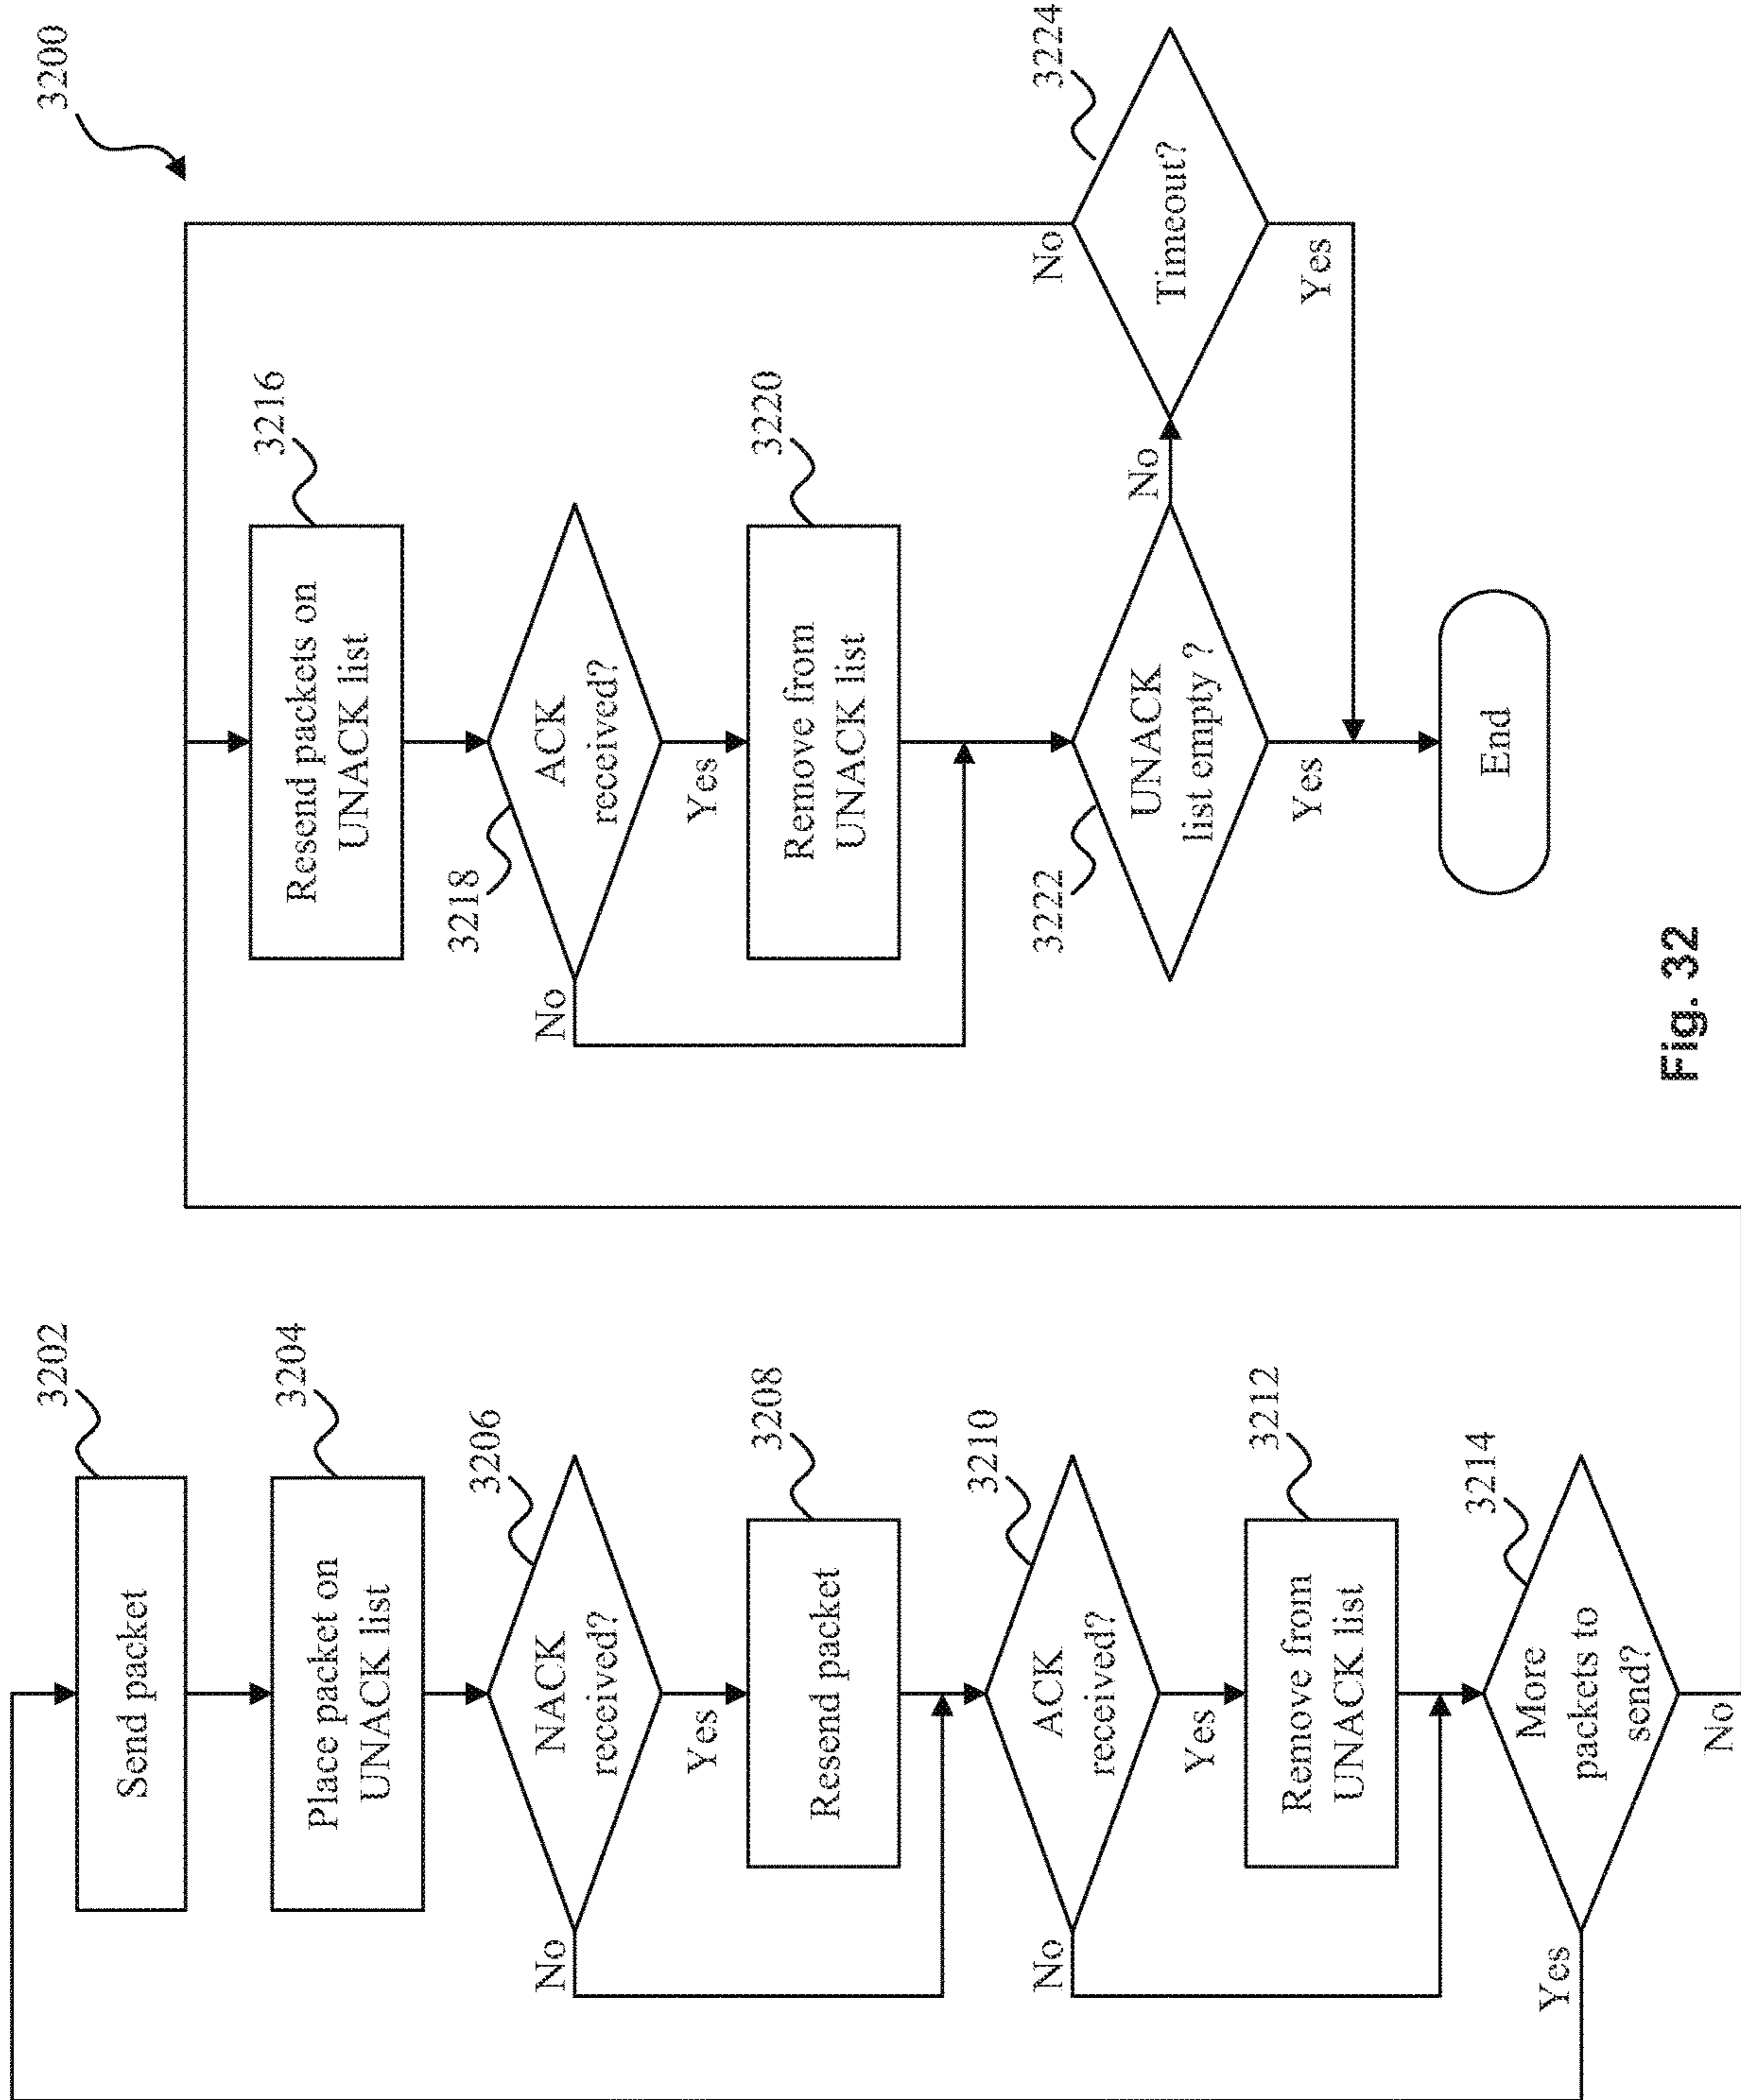 3200
Send packet
3202
Place packet on
UNACK list
3204
NACK
received?
3206
No
Yes
Resend packet
3208
ACK
received?
3210
No
Yes
Remove from
UNACK list
3212
More
packets to
send?
3214
Yes
No
Resend packets on
UNACK list
3216
ACK
received?
3218
No
Yes
Remove from
UNACK list
3220
UNACK
list empty ?
3222
No
Yes
Timeout?
3224
No
Yes
End
Fig. 32